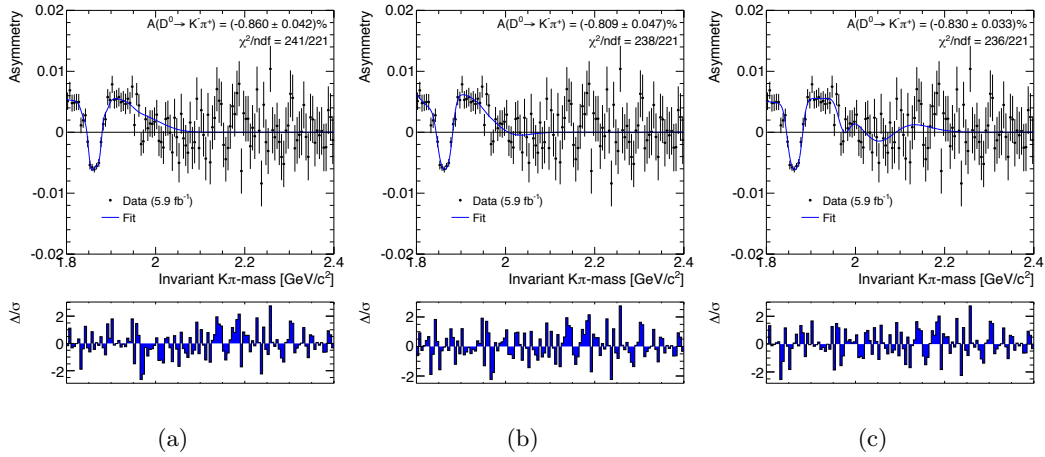 A(D⁰→ K⁻π⁺) = (-0.860 ± 0.042)%
χ²/ndf = 241/221
Asymmetry
0.02
0.01
0
-0.01
-0.02
Data (5.9 fb⁻¹)
Fit
1.8 2 2.2 2.4
Invariant Kπ-mass [GeV/c²]
Δ/σ
2
0
-2
(a)
A(D⁰→ K⁻π⁺) = (-0.809 ± 0.047)%
χ²/ndf = 238/221
Asymmetry
0.02
0.01
0
-0.01
-0.02
Data (5.9 fb⁻¹)
Fit
1.8 2 2.2 2.4
Invariant Kπ-mass [GeV/c²]
Δ/σ
2
0
-2
(b)
A(D⁰→ K⁻π⁺) = (-0.830 ± 0.033)%
χ²/ndf = 236/221
Asymmetry
0.02
0.01
0
-0.01
-0.02
Data (5.9 fb⁻¹)
Fit
1.8 2 2.2 2.4
Invariant Kπ-mass [GeV/c²]
Δ/σ
2
0
-2
(c)